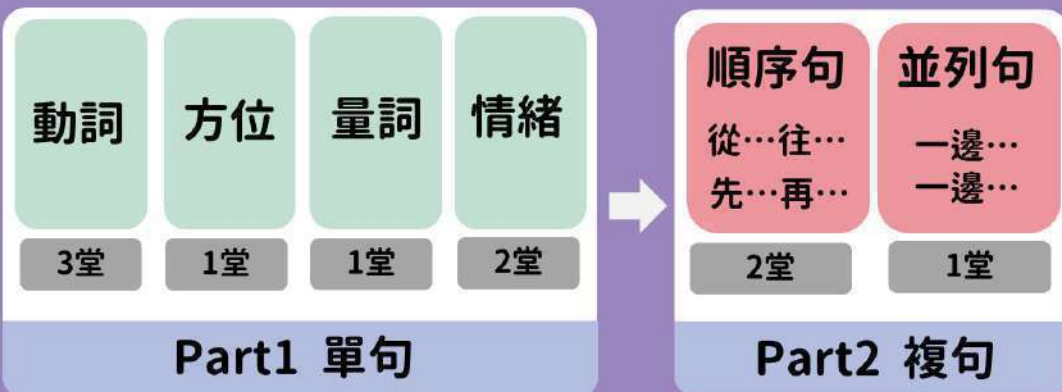 動詞
方位
量詞
情緒
3堂
1堂
1堂
2堂
Part1 單句
順序句
從…往…
先…再…
並列句
一邊…
一邊…
2堂
1堂
Part2 複句